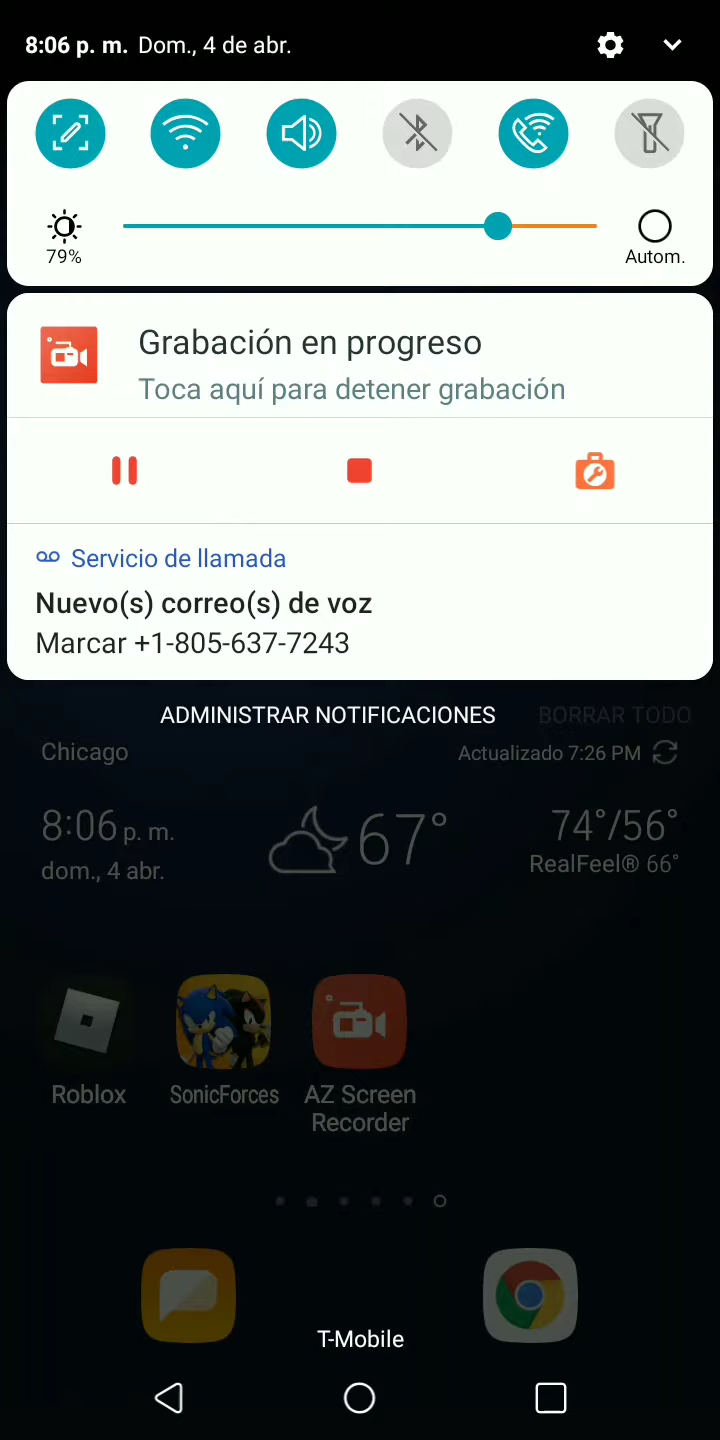 8:06 p. m. Dom., 4 de abr.
79%
Autom.
Grabación en progreso
Toca aquí para detener grabación
Servicio de llamada
Nuevo(s) correo(s) de voz
Marcar +1-805-637-7243
ADMINISTRAR NOTIFICACIONES BORRAR TODO
Chicago Actualizado 7:26 PM
8:06 p. m. 67° 74°/56°
dom., 4 abr. RealFeel® 66°
Roblox SonicForces AZ Screen
Recorder
T-Mobile